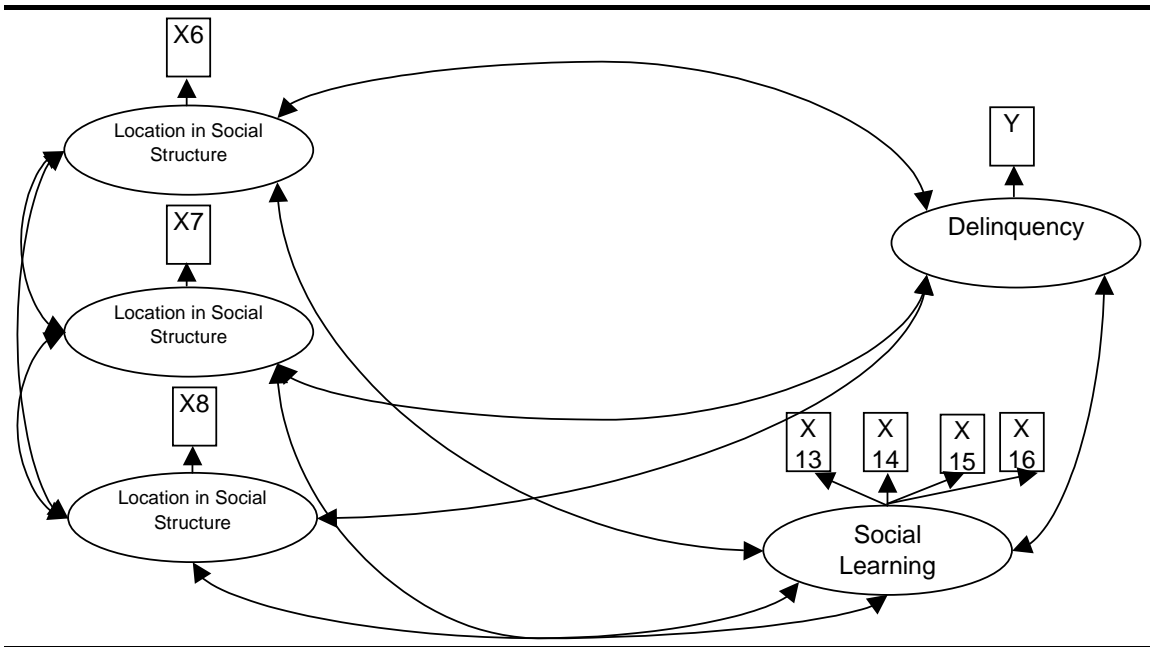 X6
Location in Social
Structure
Y
Delinquency
X7
Location in Social
Structure
X8
Location in Social
Structure
X
13
X
14
X
15
X
16
Social
Learning